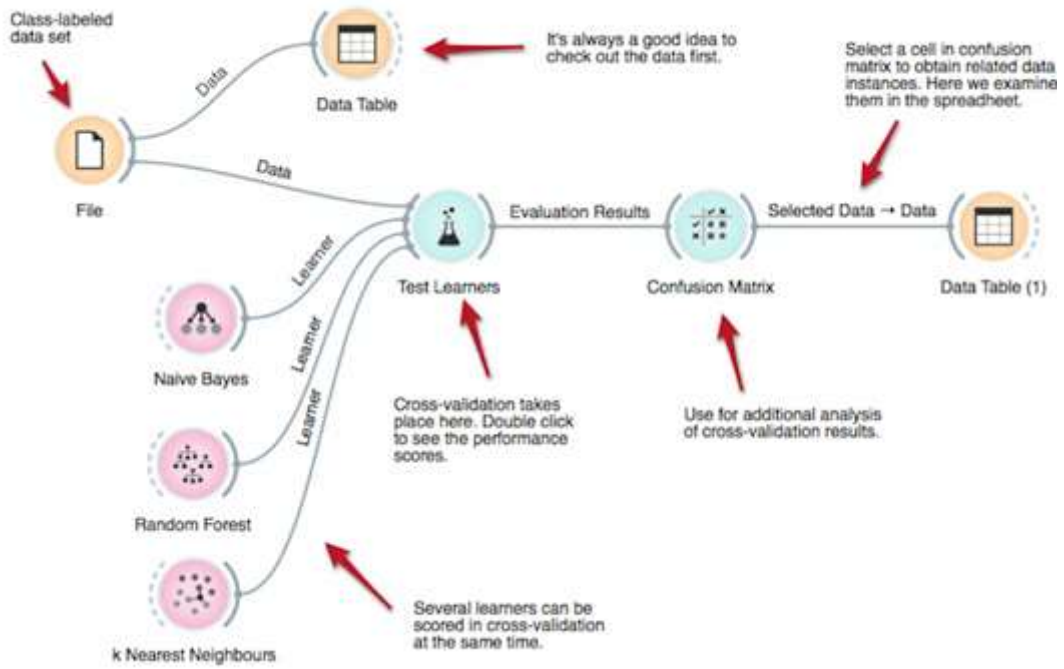 Class-labeled
data set
Data
Data Table
It's always a good idea to
check out the data first.
Select a cell in confusion
matrix to obtain related data
instances. Here we examine
them in the spreadheet.
File
Data
Evaluation Results
Selected Data → Data
Test Learners
Confusion Matrix
Data Table (1)
Learner
Naive Bayes
Learner
Random Forest
Learner
k Nearest Neighbours
Cross-validation takes
place here. Double click
to see the performance
scores.
Use for additional analysis
of cross-validation results.
Several learners can be
scored in cross-validation
at the same time.